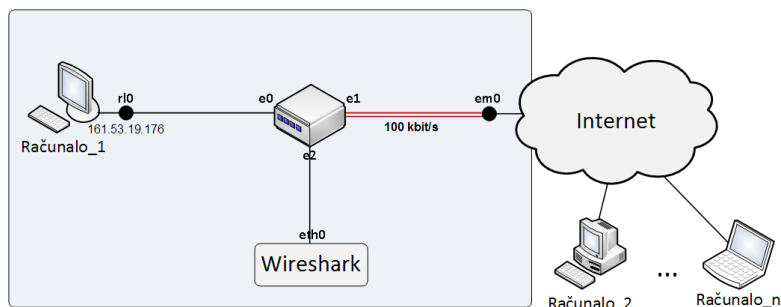 rl0
161.53.19.176
Računalo_1
e0
e1
e2
100 kbit/s
em0
Internet
eth0
Wireshark
Računalo_2
...
Računalo_n